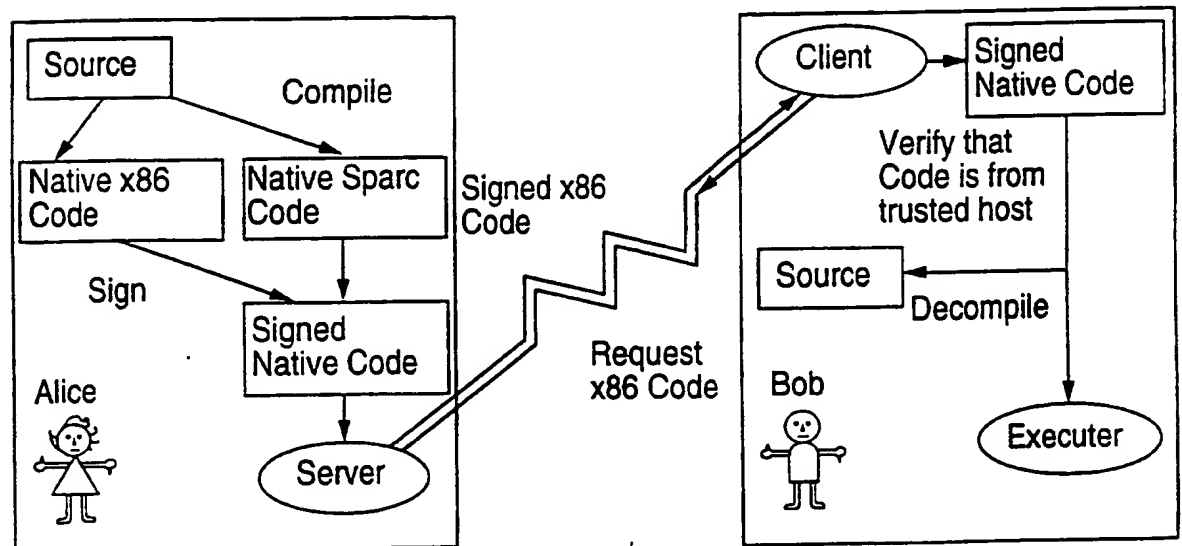 Source
Compile
Native x86
Code
Native Sparc
Code
Sign
Signed
Native Code
Alice
Server
Signed x86
Code
Request
x86 Code
Client
Signed
Native Code
Verify that
Code is from
trusted host
Source
Decompile
Bob
Executer